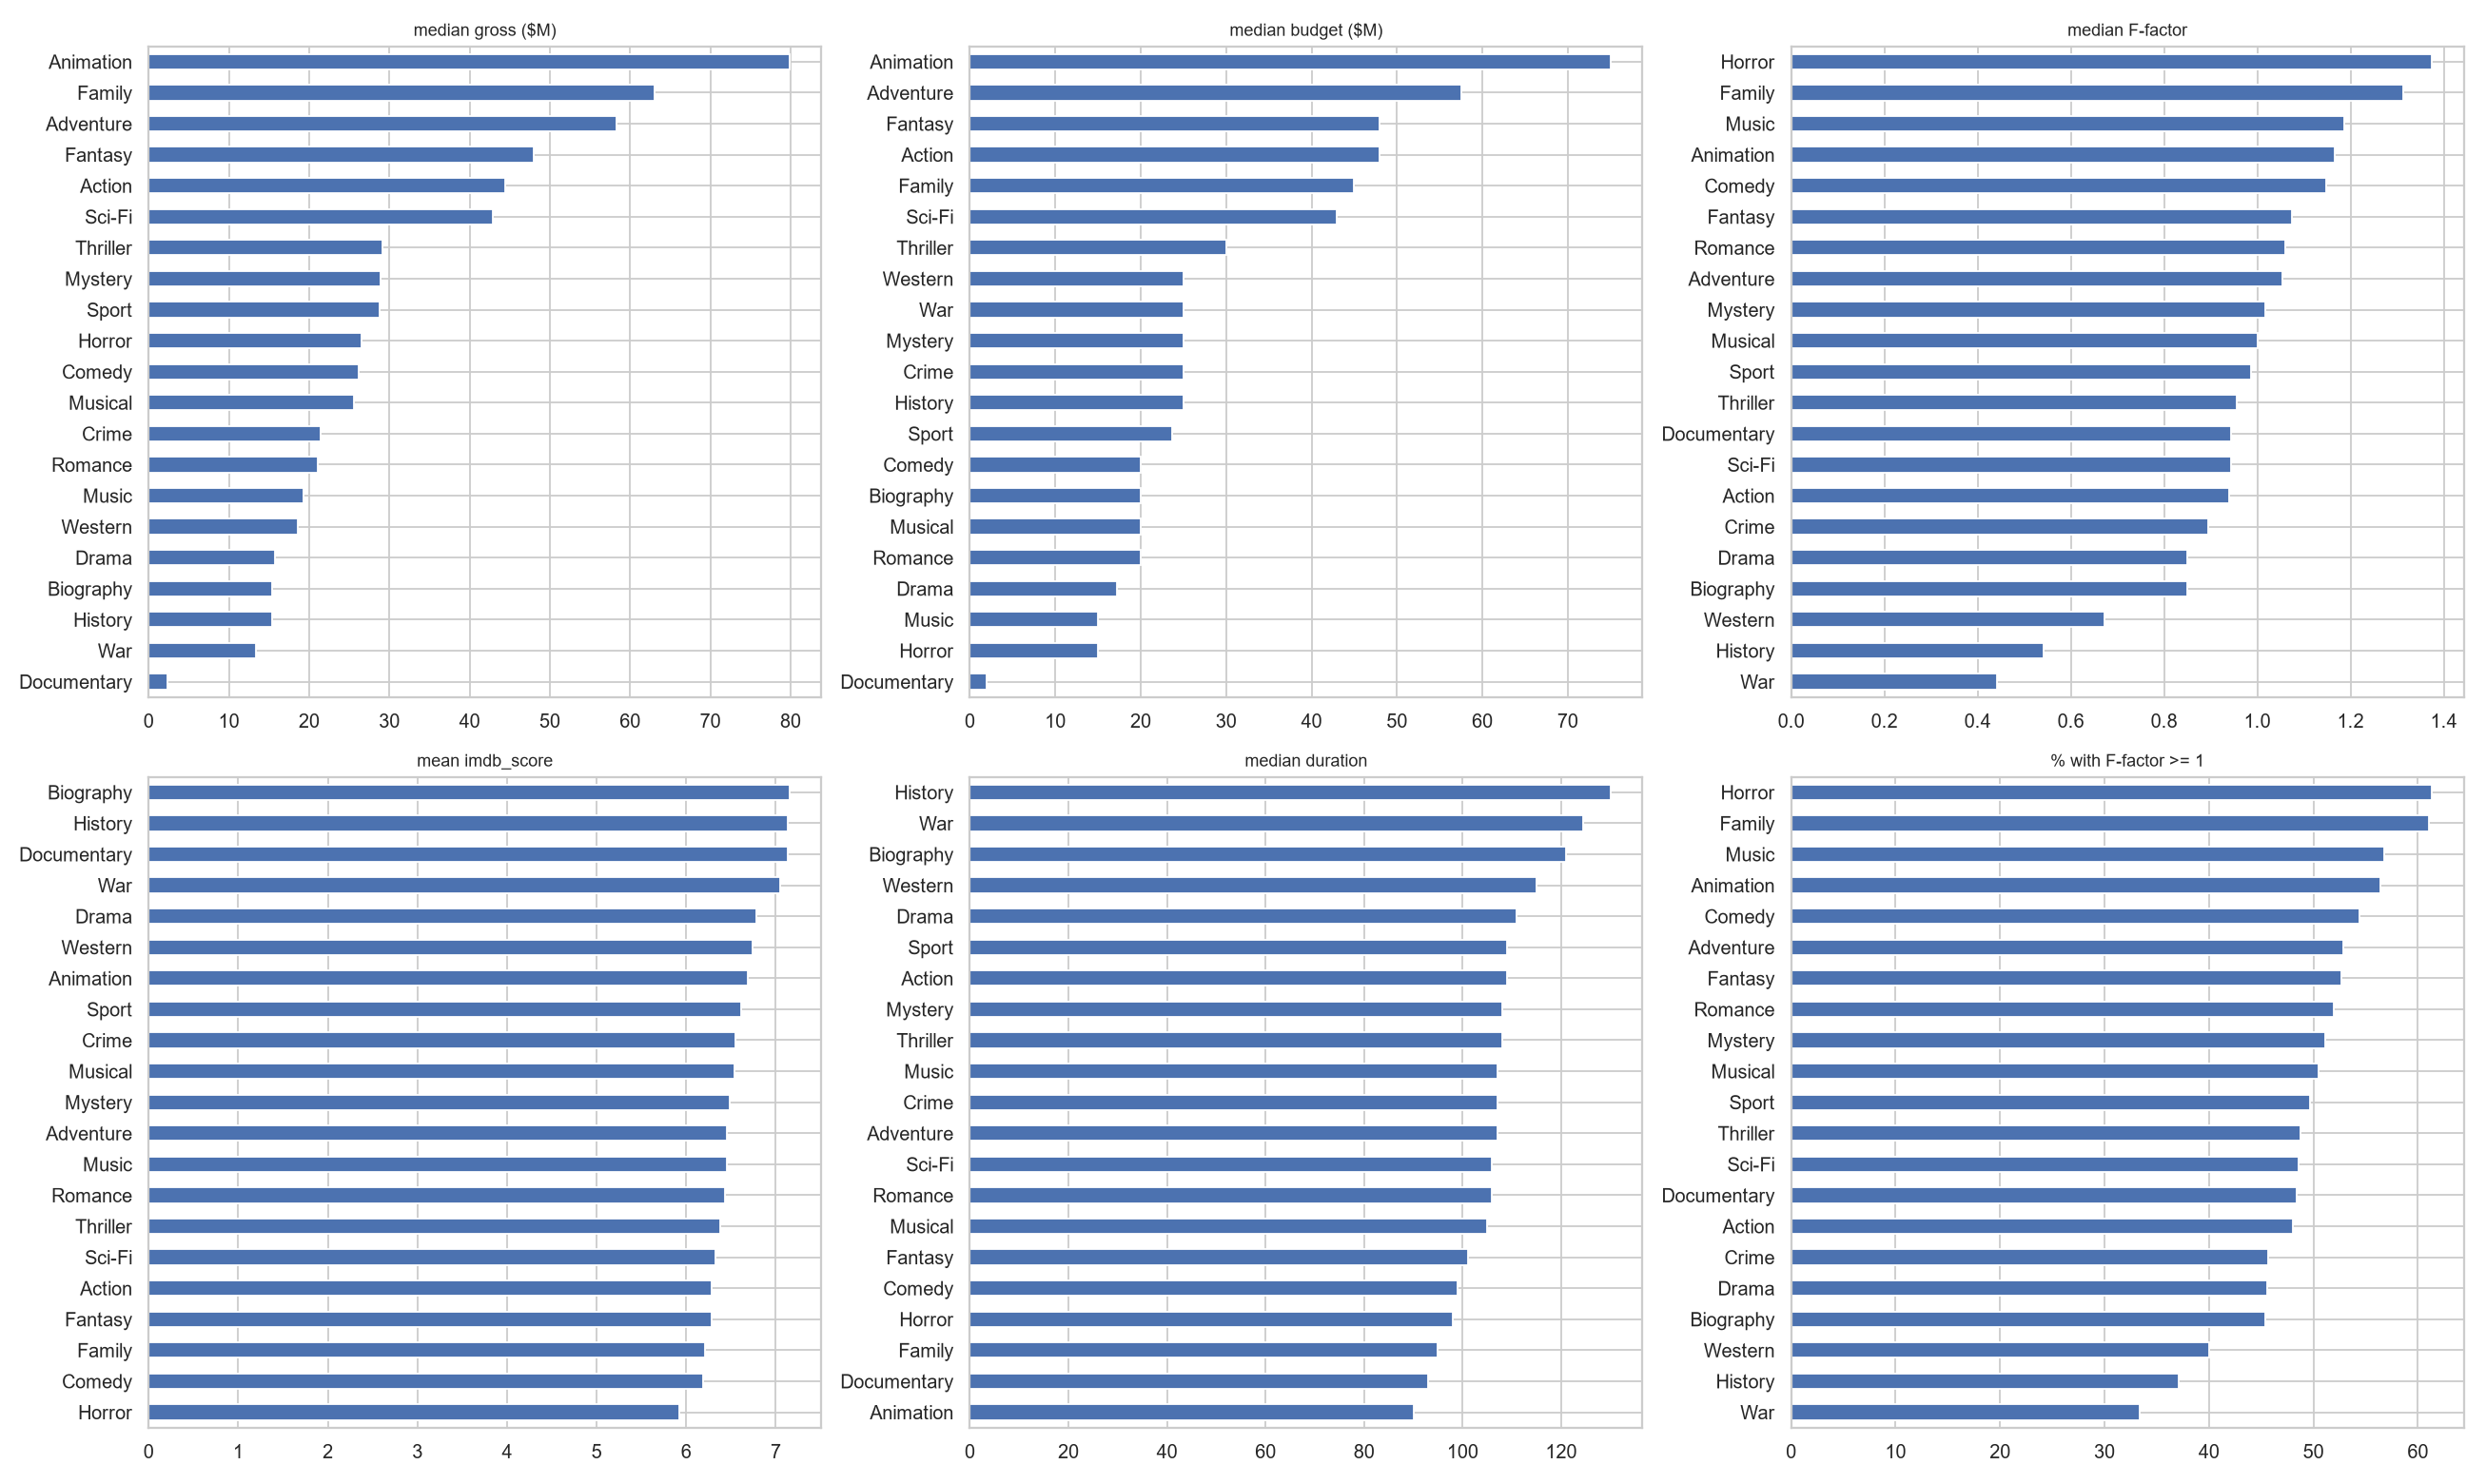 median gross ($M)
Animation
Family
Adventure
Fantasy
Action
Sci-Fi
Thriller
Mystery
Sport
Horror
Comedy
Musical
Crime
Romance
Music
Western
Drama
Biography
History
War
Documentary
0 10 20 30 40 50 60 70 80
median budget ($M)
Animation
Adventure
Fantasy
Action
Family
Sci-Fi
Thriller
Western
War
Mystery
Crime
History
Sport
Comedy
Biography
Musical
Romance
Drama
Music
Horror
Documentary
0 10 20 30 40 50 60 70
median F-factor
Horror
Family
Music
Animation
Comedy
Fantasy
Romance
Adventure
Mystery
Musical
Sport
Thriller
Documentary
Sci-Fi
Action
Crime
Drama
Biography
Western
History
War
0.0 0.2 0.4 0.6 0.8 1.0 1.2 1.4
mean imdb_score
Biography
History
Documentary
War
Drama
Western
Animation
Sport
Crime
Musical
Mystery
Adventure
Music
Romance
Thriller
Sci-Fi
Action
Fantasy
Family
Comedy
Horror
0 1 2 3 4 5 6 7
median duration
History
War
Biography
Western
Drama
Sport
Action
Mystery
Thriller
Music
Crime
Adventure
Sci-Fi
Romance
Musical
Fantasy
Comedy
Horror
Family
Documentary
Animation
0 20 40 60 80 100 120
% with F-factor >= 1
Horror
Family
Music
Animation
Comedy
Adventure
Fantasy
Romance
Mystery
Musical
Sport
Thriller
Sci-Fi
Documentary
Action
Crime
Drama
Biography
Western
History
War
0 10 20 30 40 50 60